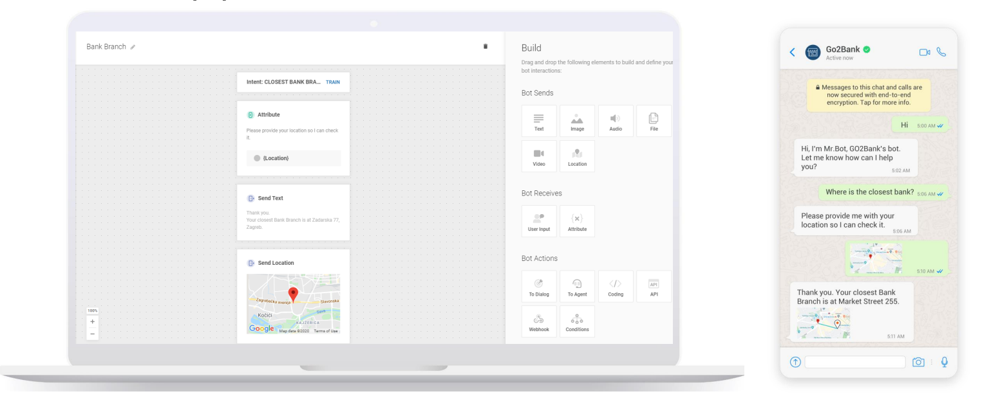 Bank Branch
Intent: CLOSEST BANK BRA... TRAIN
Attribute
Please provide your location so I can check
it.
{Location}
Send Text
Thank you.
Your closest Bank Branch is at Zadarska 77,
Zagreb.
Send Location
Zagrebačka avenija
Slavonska
Kočići
Sava
KAJZERICA
Google
Map data ©2020 Terms of Use
100%
+
−
Build
Drag and drop the following elements to build and define your
bot interactions:
Bot Sends
Text
Image
Audio
File
Video
Location
Bot Receives
User Input
Attribute
Bot Actions
To Dialog
To Agent
Coding
API
API
Webhook
Conditions
Go2Bank
Active now
Messages to this chat and calls are
now secured with end-to-end
encryption. Tap for more info.
Hi 5:00 AM
Hi, I'm Mr.Bot, GO2Bank's bot.
Let me know how can I help
you?
5:02 AM
Where is the closest bank? 5:06 AM
Please provide me with your
location so I can check it.
5:06 AM
5:10 AM
Thank you. Your closest Bank
Branch is at Market Street 255.
5:11 AM